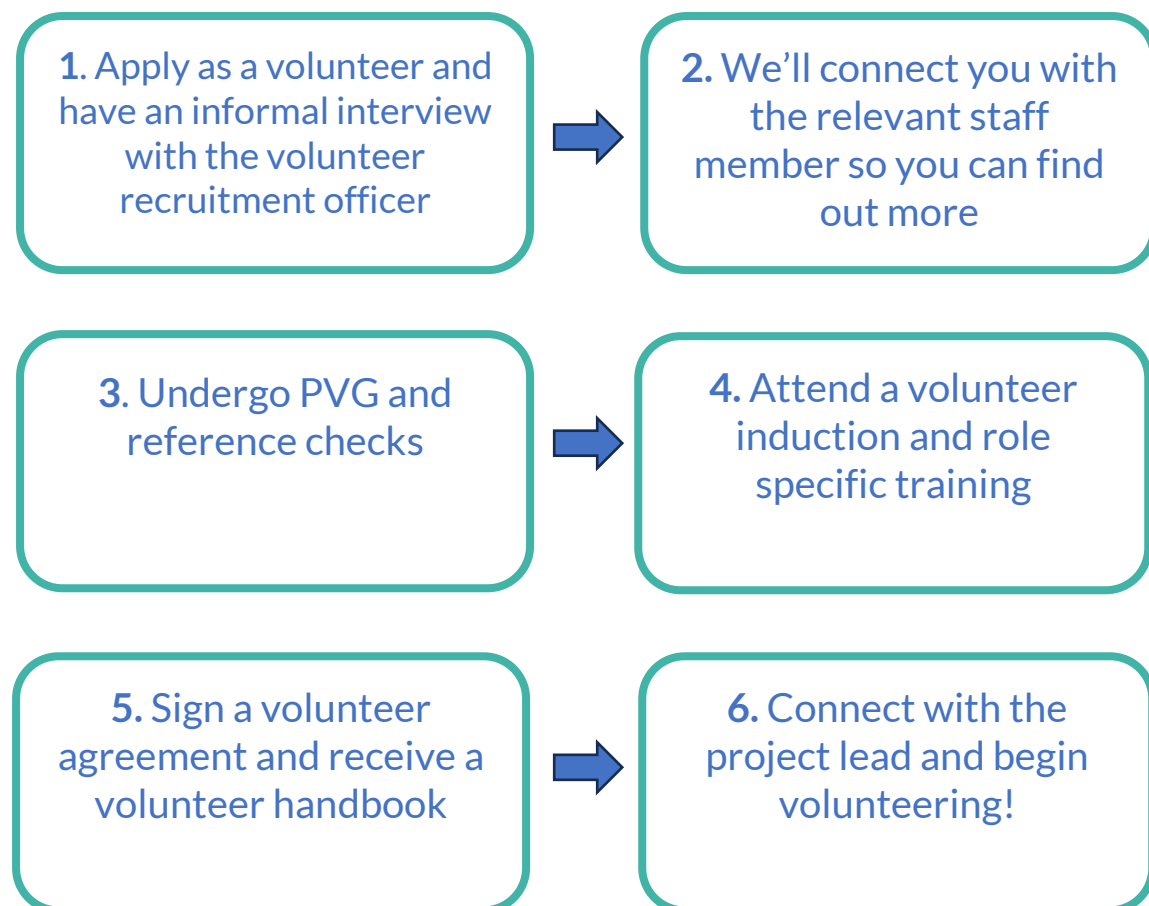 1. Apply as a volunteer and
have an informal interview
with the volunteer
recruitment officer
2. We’ll connect you with
the relevant staff
member so you can find
out more
3. Undergo PVG and
reference checks
4. Attend a volunteer
induction and role
specific training
5. Sign a volunteer
agreement and receive a
volunteer handbook
6. Connect with the
project lead and begin
volunteering!